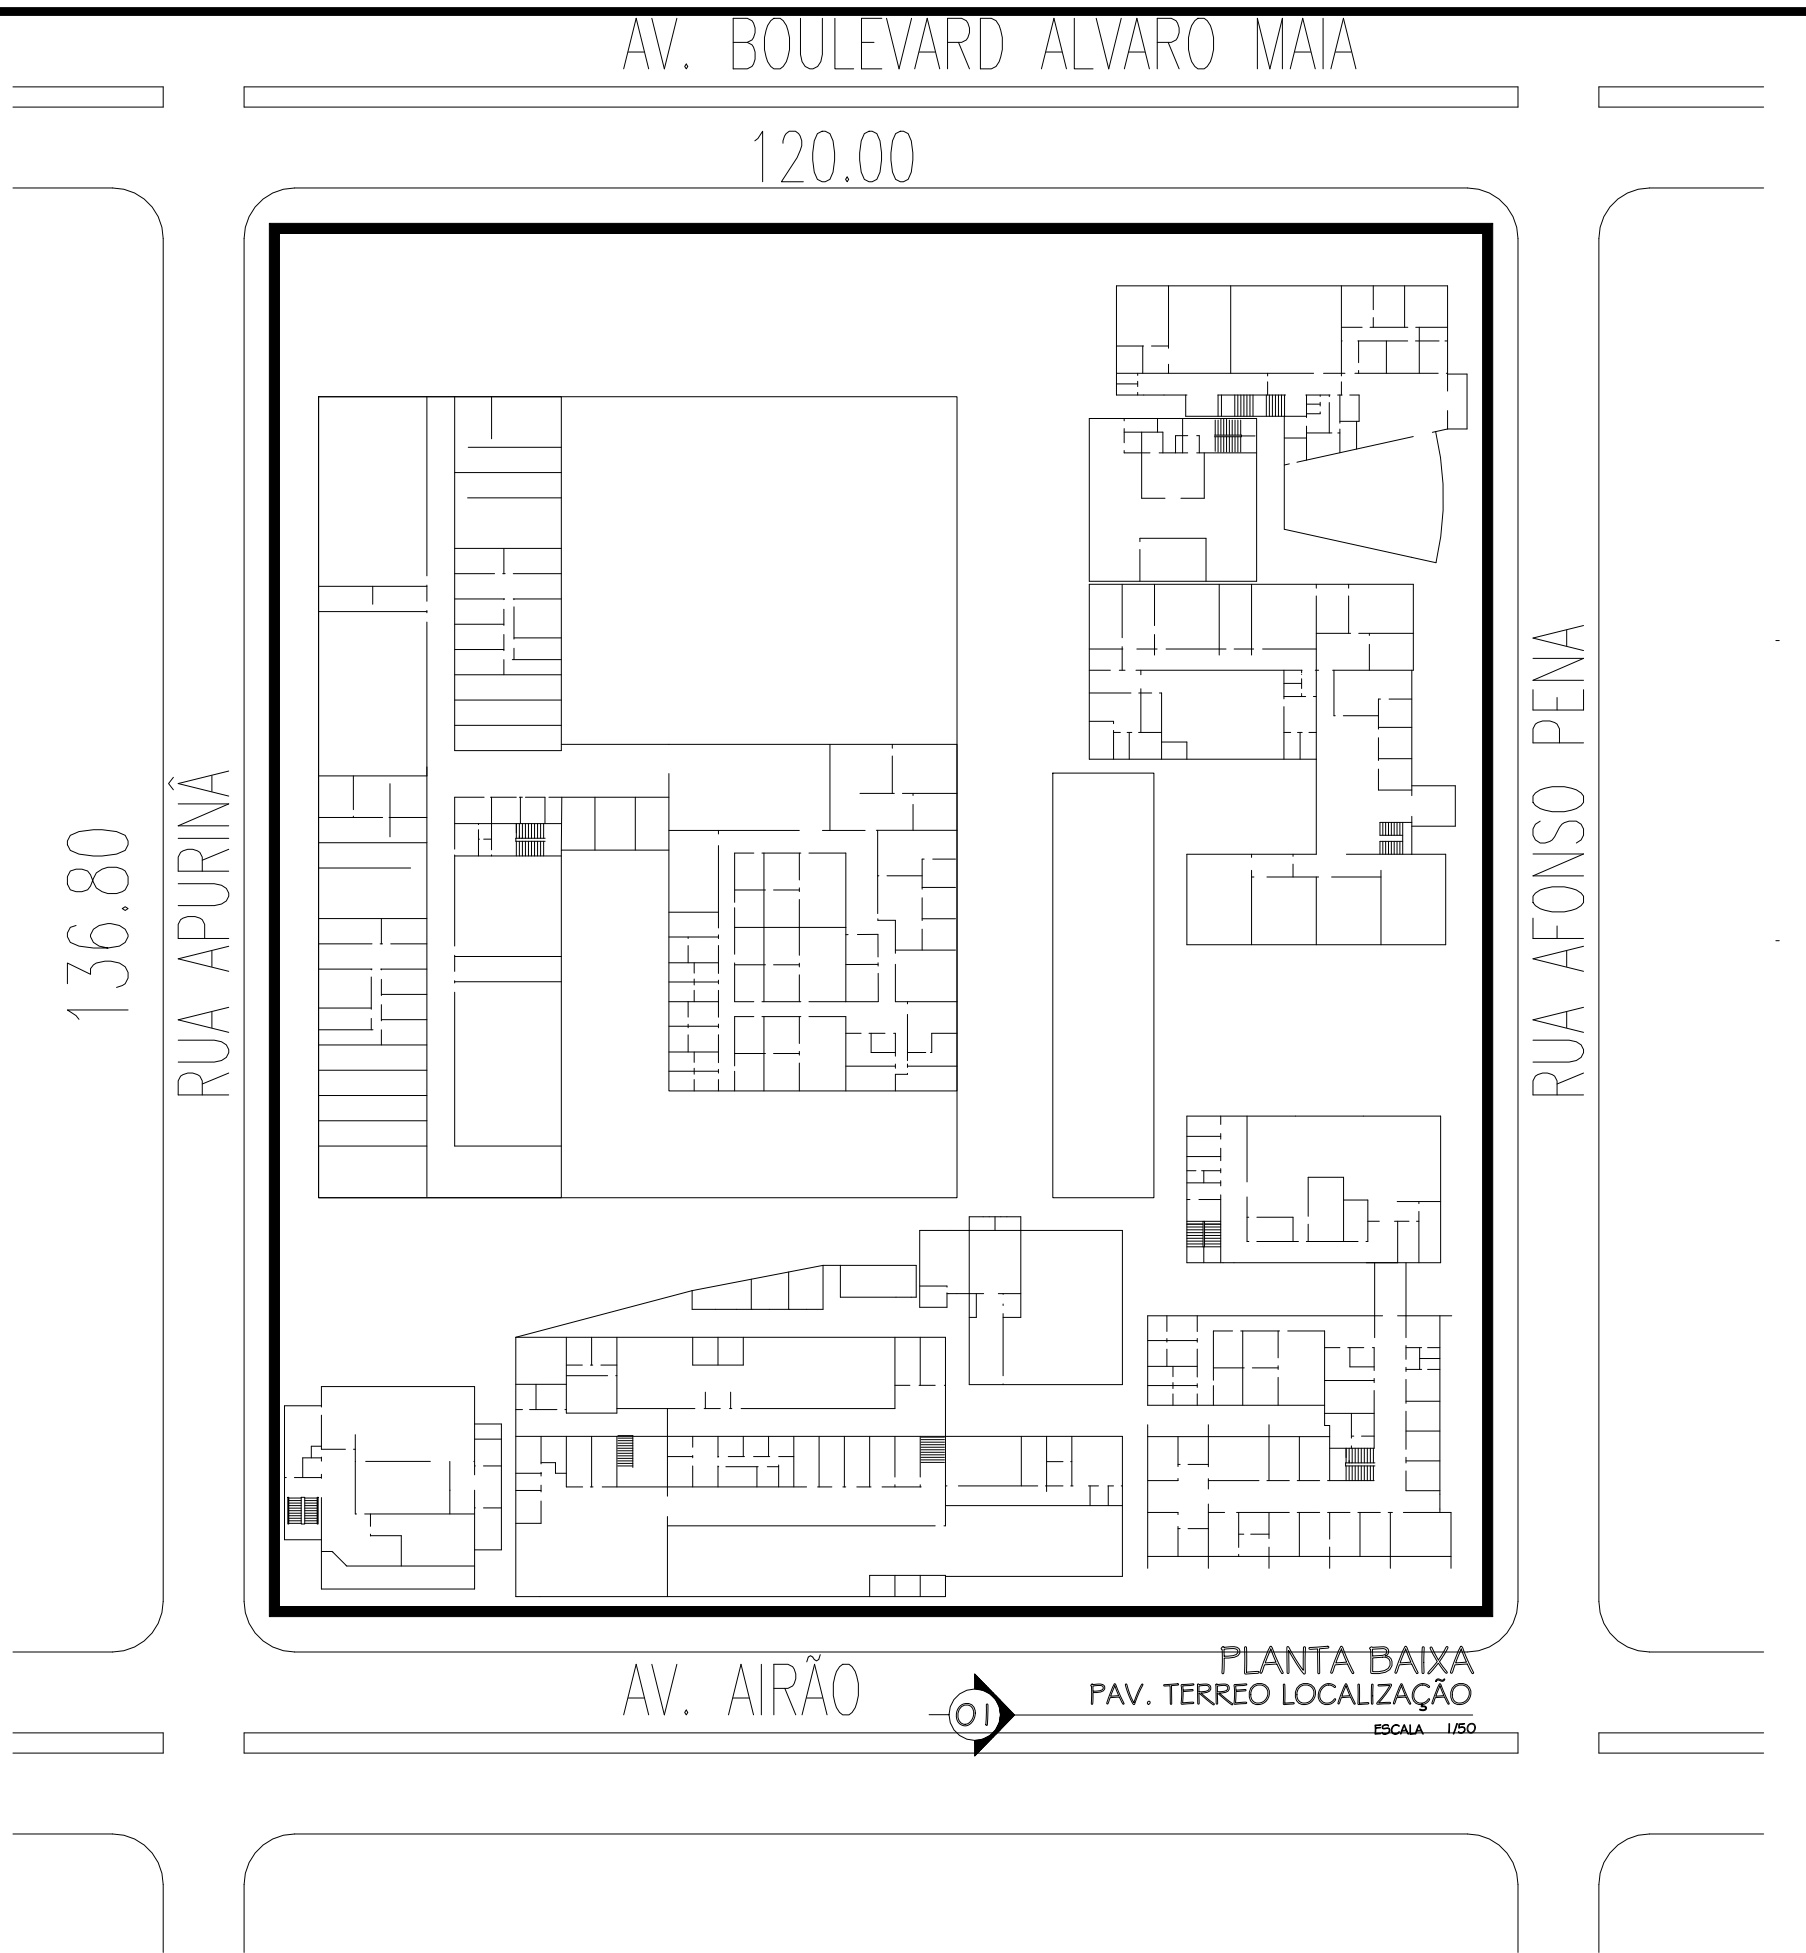 AV. BOULEVARD ALVARO MAIA
120.00
136.80
RUA APURINÂ
RUA AFONSO PENA
AV. AIRÃO
01
PLANTA BAIXA
PAV. TERREO LOCALIZAÇÃO
ESCALA 1/50